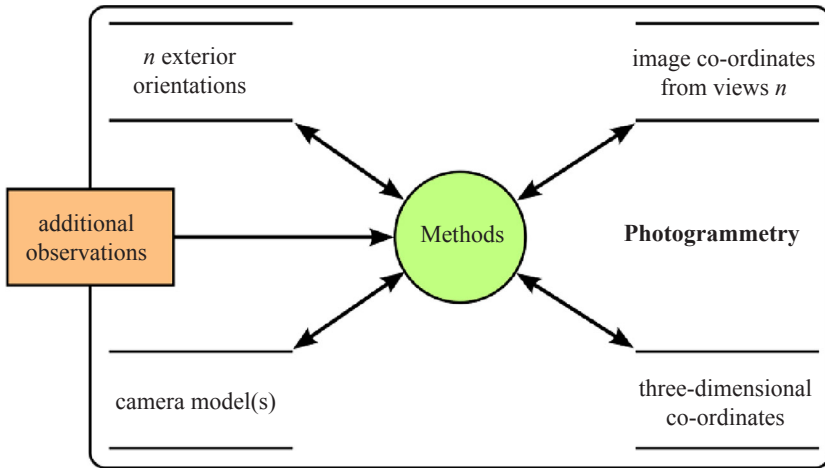 n exterior
orientations
image co-ordinates
from views n
additional
observations
Methods
Photogrammetry
camera model(s)
three-dimensional
co-ordinates